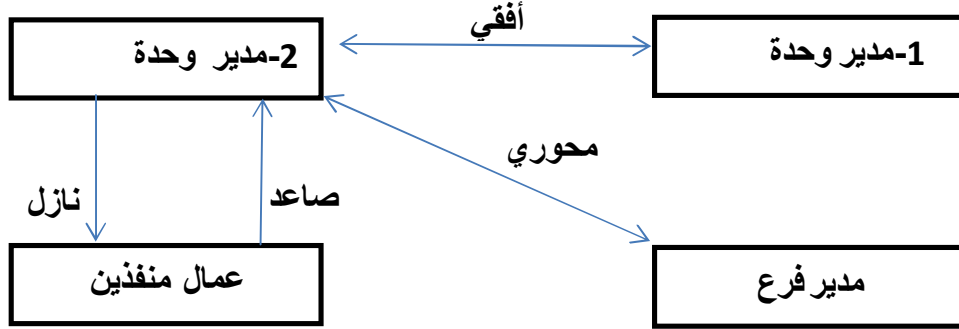 أفقي
1-مدير وحدة
2-مدير وحدة
محوري
صاعد
نازل
مدير فرع
عمال منفذين